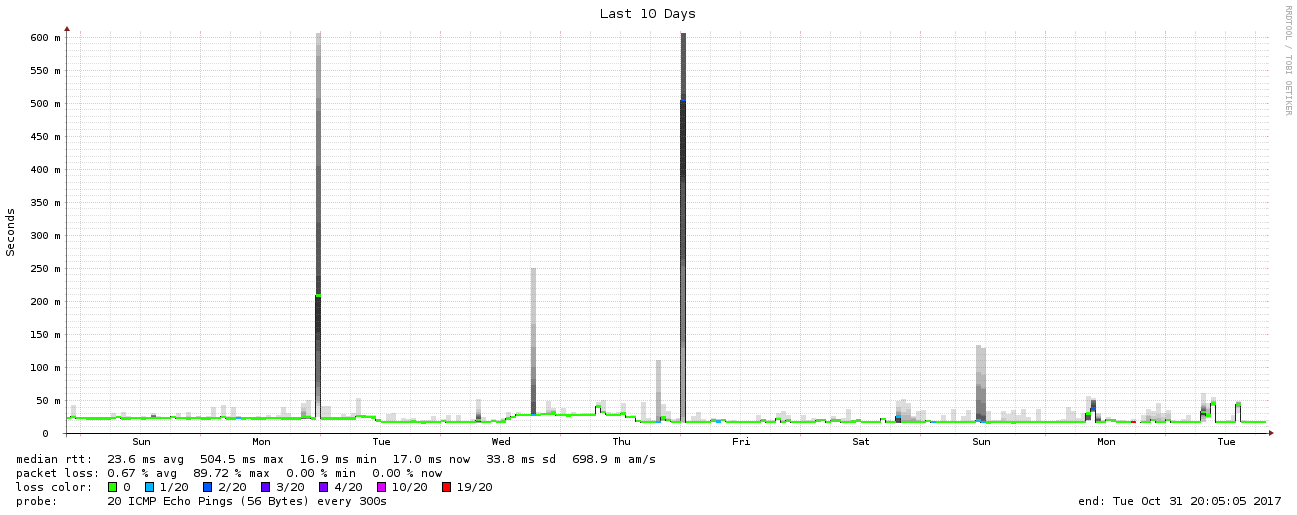 Last 10 Days
RRDTOOL / TOBI OETIKER
Seconds
600 m
550 m
500 m
450 m
400 m
350 m
300 m
250 m
200 m
150 m
100 m
50 m
0
Sun Mon Tue Wed Thu Fri Sat Sun Mon Tue
median rtt: 23.6 ms avg 504.5 ms max 16.9 ms min 17.0 ms now 33.8 ms sd 698.9 m am/s
packet loss: 0.67 % avg 89.72 % max 0.00 % min 0.00 % now
loss color: 0 1/20 2/20 3/20 4/20 10/20 19/20
probe: 20 ICMP Echo Pings (56 Bytes) every 300s end: Tue Oct 31 20:05:05 2017